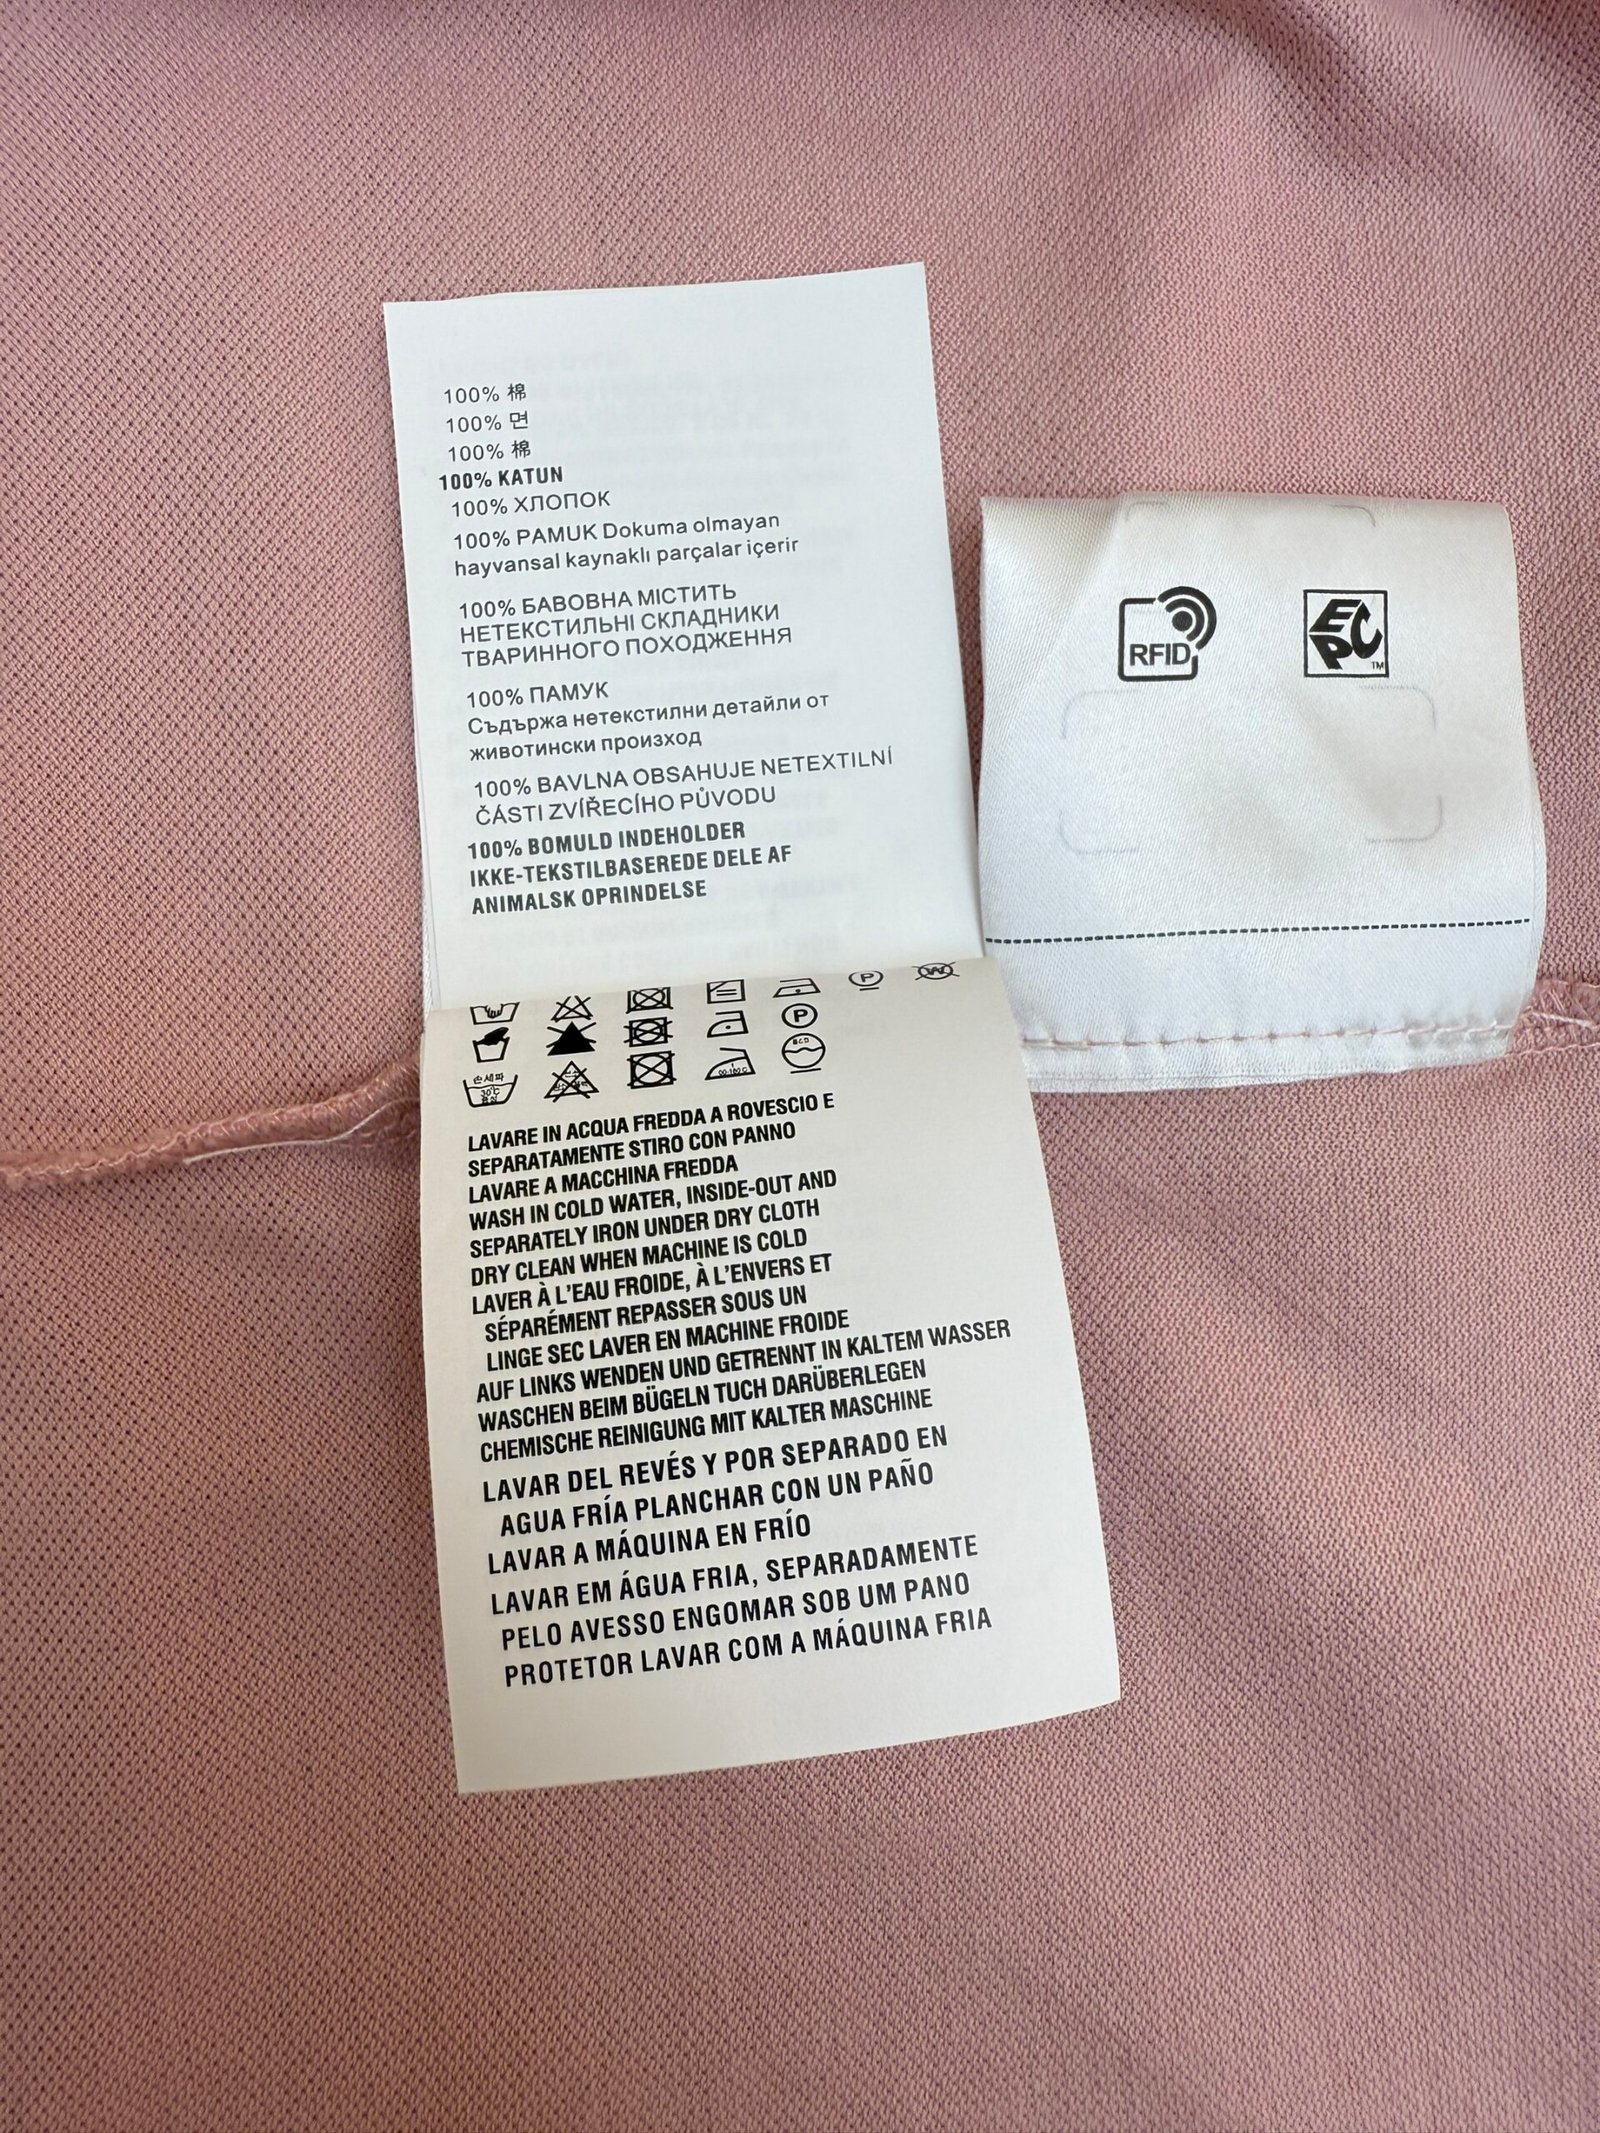 100% 棉
100% 면
100% 棉
100% KATUN
100% ХЛОПОК
100% PAMUK Dokuma olmayan
hayvansal kaynaklı parçalar içerir
100% БАВОВНА МІСТИТЬ
НЕТЕКСТИЛЬНІ СКЛАДНИКИ
ТВАРИННОГО ПОХОДЖЕННЯ
100% ПАМУК
Съдържа нетекстилни детайли от
животински произход
100% BAVLNA OBSAHUJE NETEXTILNÍ
ČÁSTI ZVÍŘECÍHO PŮVODU
100% BOMULD INDEHOLDER
IKKE-TEKSTILBASEREDE DELE AF
ANIMALSK OPRINDELSE
RFID
EPC™
P W
P
손세파
30°C
LAVARE IN ACQUA FREDDA A ROVESCIO E
SEPARATAMENTE STIRO CON PANNO
LAVARE A MACCHINA FREDDA
WASH IN COLD WATER, INSIDE-OUT AND
SEPARATELY IRON UNDER DRY CLOTH
DRY CLEAN WHEN MACHINE IS COLD
LAVER À L'EAU FROIDE, À L'ENVERS ET
SÉPARÉMENT REPASSER SOUS UN
LINGE SEC LAVER EN MACHINE FROIDE
AUF LINKS WENDEN UND GETRENNT IN KALTEM WASSER
WASCHEN BEIM BÜGELN TUCH DARÜBERLEGEN
CHEMISCHE REINIGUNG MIT KALTER MASCHINE
LAVAR DEL REVÉS Y POR SEPARADO EN
AGUA FRÍA PLANCHAR CON UN PAÑO
LAVAR A MÁQUINA EN FRÍO
LAVAR EM ÁGUA FRIA, SEPARADAMENTE
PELO AVESSO ENGOMAR SOB UM PANO
PROTETOR LAVAR COM A MÁQUINA FRIA